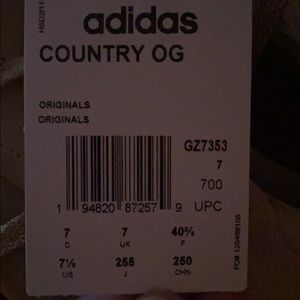 adidas
COUNTRY OG
ORIGINALS
ORIGINALS
GZ7353
7
700
1 94820 87257 9 UPC
7 7 40⅔
D UK F
7½ 255 250
US J CHN